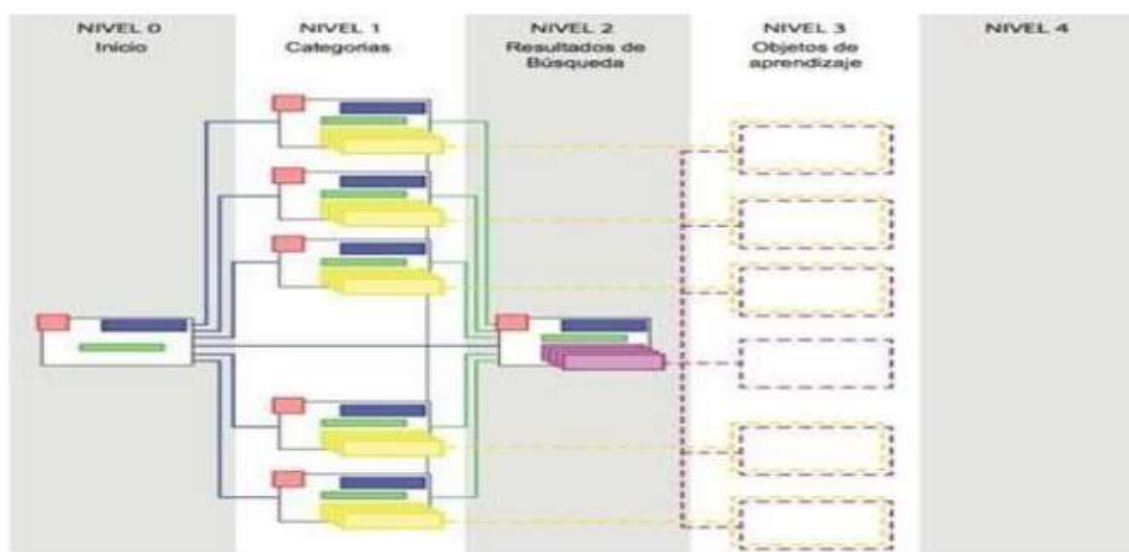 NIVEL 0
Inicio
NIVEL 1
Categorias
NIVEL 2
Resultados de
Búsqueda
NIVEL 3
Objetos de
aprendizaje
NIVEL 4